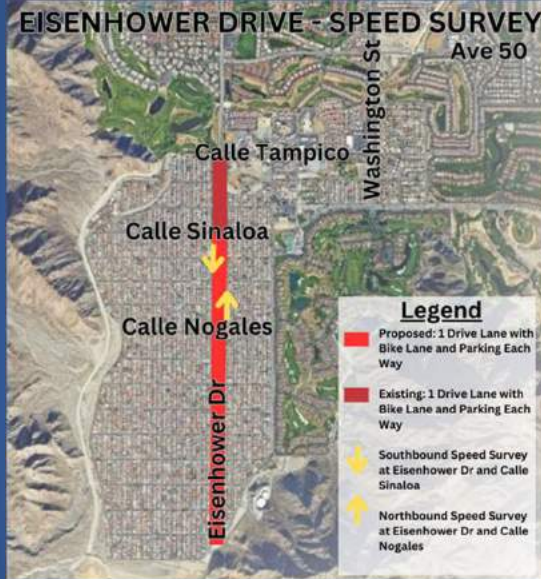 EISENHOWER DRIVE - SPEED SURVEY
Ave 50
Washington St
Calle Tampico
Calle Sinaloa
Calle Nogales
Eisenhower Dr
Legend
Proposed: 1 Drive Lane with
Bike Lane and Parking Each
Way
Existing: 1 Drive Lane with
Bike Lane and Parking Each
Way
Southbound Speed Survey
at Eisenhower Dr and Calle
Sinaloa
Northbound Speed Survey
at Eisenhower Dr and Calle
Nogales